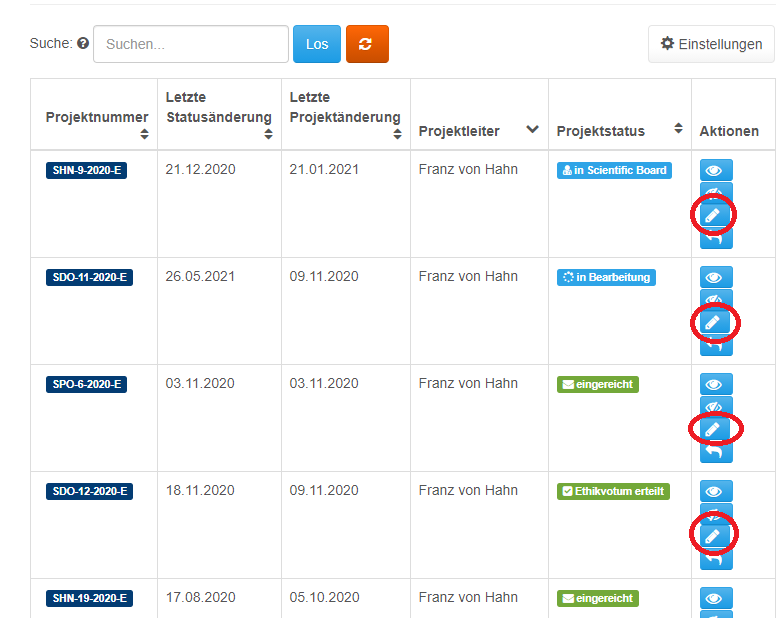 Suche:
Suchen...
Los
Einstellungen
Projektnummer
Letzte
Statusänderung
Letzte
Projektänderung
Projektleiter
Projektstatus
Aktionen
SHN-9-2020-E 21.12.2020 21.01.2021 Franz von Hahn in Scientific Board
SDO-11-2020-E 26.05.2021 09.11.2020 Franz von Hahn in Bearbeitung
SPO-6-2020-E 03.11.2020 03.11.2020 Franz von Hahn eingereicht
SDO-12-2020-E 18.11.2020 09.11.2020 Franz von Hahn Ethikvotum erteilt
SHN-19-2020-E 17.08.2020 05.10.2020 Franz von Hahn eingereicht